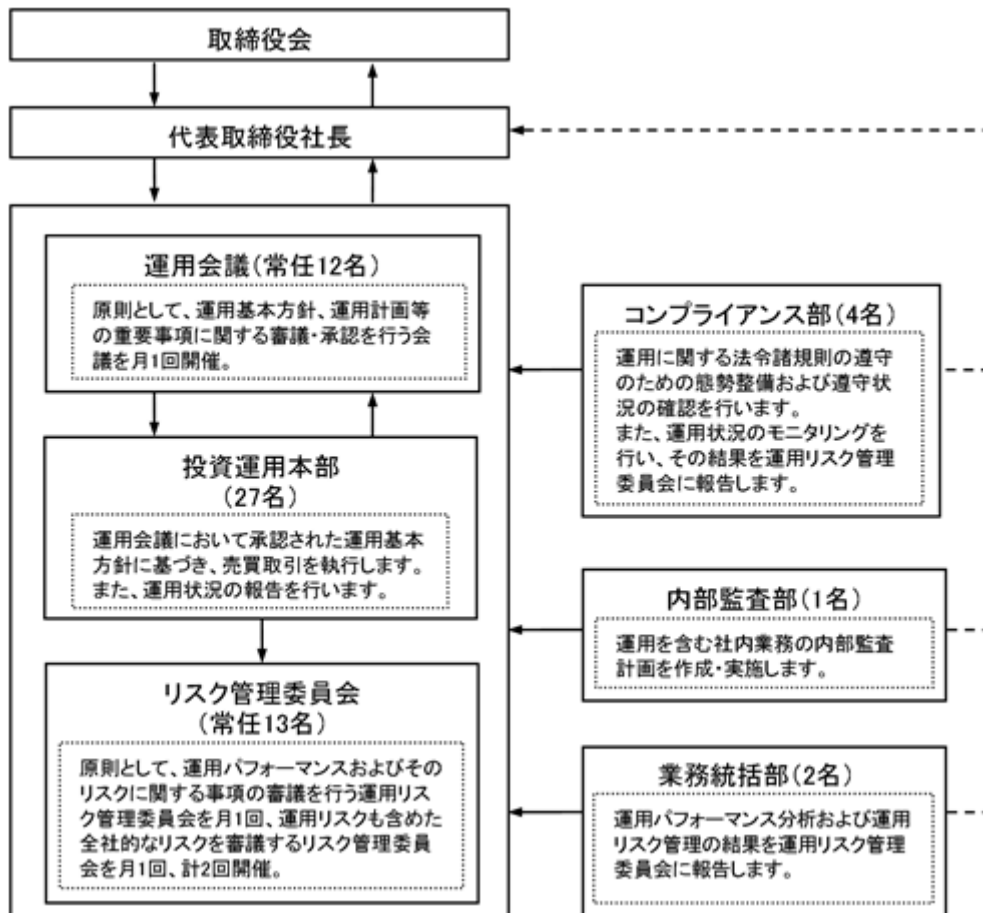 取締役会
代表取締役社長
運用会議(常任12名)
原則として、運用基本方針、運用計画等
の重要事項に関する審議・承認を行う会
議を月1回開催。
投資運用本部
(27名)
運用会議において承認された運用基本
方針に基づき、売買取引を執行します。
また、運用状況の報告を行います。
リスク管理委員会
(常任13名)
原則として、運用パフォーマンスおよびその
リスクに関する事項の審議を行う運用リス
ク管理委員会を月1回、運用リスクも含めた
全社的なリスクを審議するリスク管理委員
会を月1回、計2回開催。
コンプライアンス部(4名)
運用に関する法令諸規則の遵守
のための態勢整備および遵守状
況の確認を行います。
また、運用状況のモニタリングを
行い、その結果を運用リスク管理
委員会に報告します。
内部監査部(1名)
運用を含む社内業務の内部監査
計画を作成・実施します。
業務統括部(2名)
運用パフォーマンス分析および運用
リスク管理の結果を運用リスク管理
委員会に報告します。